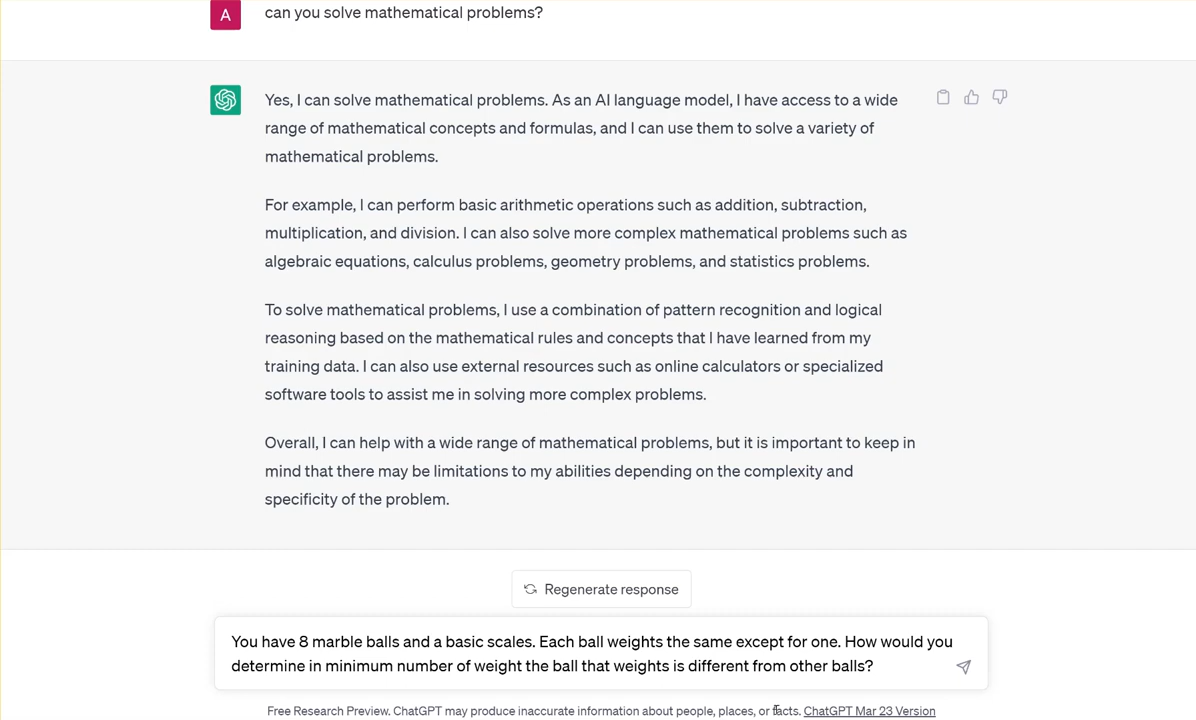 A
can you solve mathematical problems?
Yes, I can solve mathematical problems. As an AI language model, I have access to a wide
range of mathematical concepts and formulas, and I can use them to solve a variety of
mathematical problems.
For example, I can perform basic arithmetic operations such as addition, subtraction,
multiplication, and division. I can also solve more complex mathematical problems such as
algebraic equations, calculus problems, geometry problems, and statistics problems.
To solve mathematical problems, I use a combination of pattern recognition and logical
reasoning based on the mathematical rules and concepts that I have learned from my
training data. I can also use external resources such as online calculators or specialized
software tools to assist me in solving more complex problems.
Overall, I can help with a wide range of mathematical problems, but it is important to keep in
mind that there may be limitations to my abilities depending on the complexity and
specificity of the problem.
Regenerate response
You have 8 marble balls and a basic scales. Each ball weights the same except for one. How would you
determine in minimum number of weight the ball that weights is different from other balls?
Free Research Preview. ChatGPT may produce inaccurate information about people, places, or facts. ChatGPT Mar 23 Version